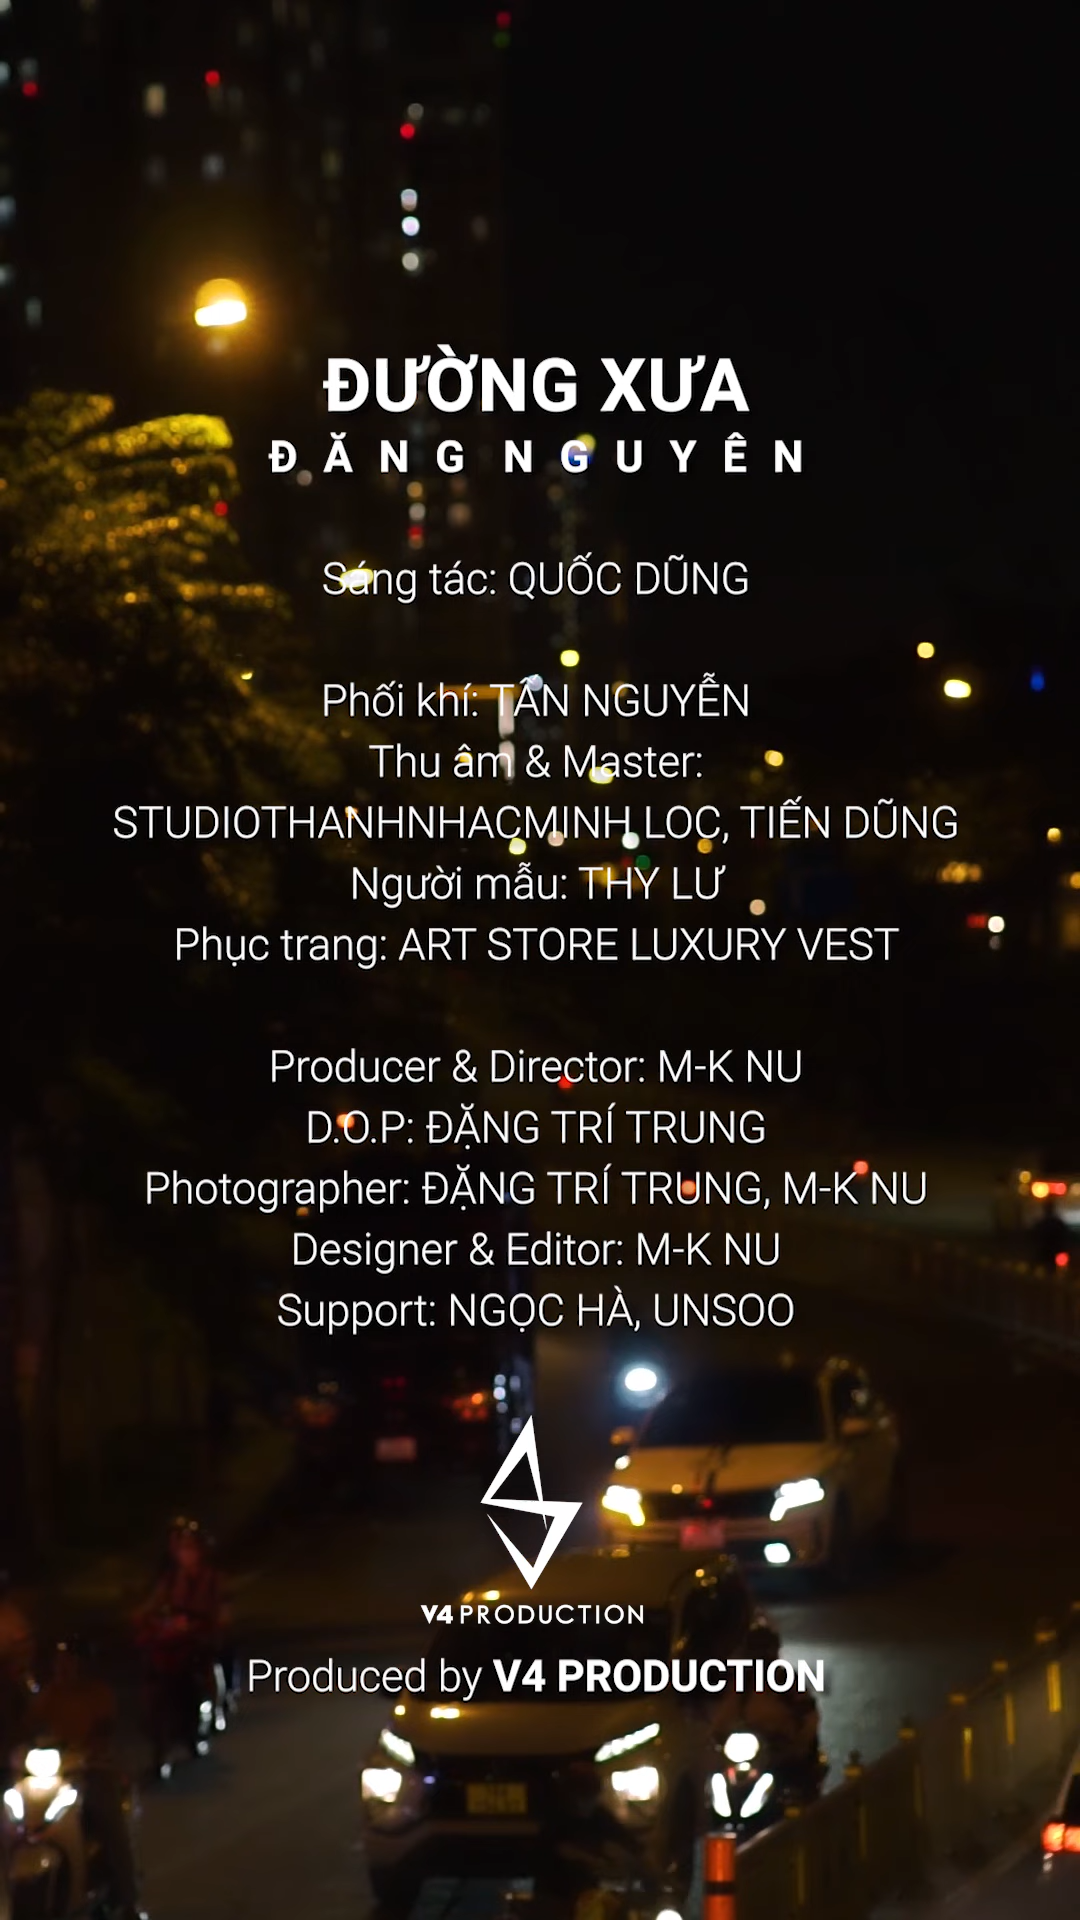 ĐƯỜNG XƯA
ĐĂNG NGUYÊN
Sáng tác: QUỐC DŨNG
Phối khí: TẤN NGUYỄN
Thu âm & Master:
STUDIOTHANHNHACMINH LOC, TIẾN DŨNG
Người mẫu: THY LƯ
Phục trang: ART STORE LUXURY VEST
Producer & Director: M-K NU
D.O.P: ĐẶNG TRÍ TRUNG
Photographer: ĐẶNG TRÍ TRUNG, M-K NU
Designer & Editor: M-K NU
Support: NGỌC HÀ, UNSOO
V4 PRODUCTION
Produced by V4 PRODUCTION